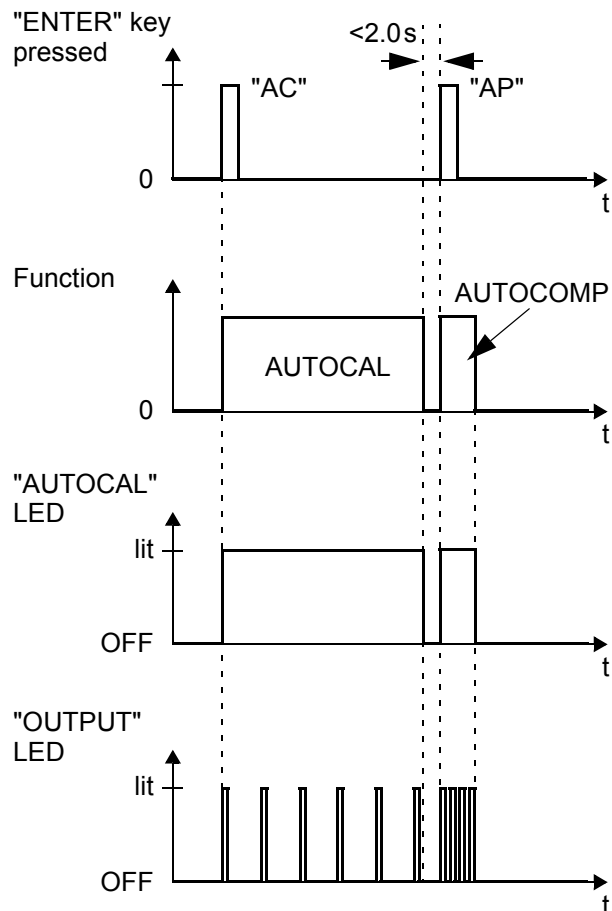 "ENTER" key
pressed
<2.0s
"AC"
"AP"
0
t
Function
AUTOCOMP
AUTOCAL
0
t
"AUTOCAL"
LED
lit
OFF
t
"OUTPUT"
LED
lit
OFF
t